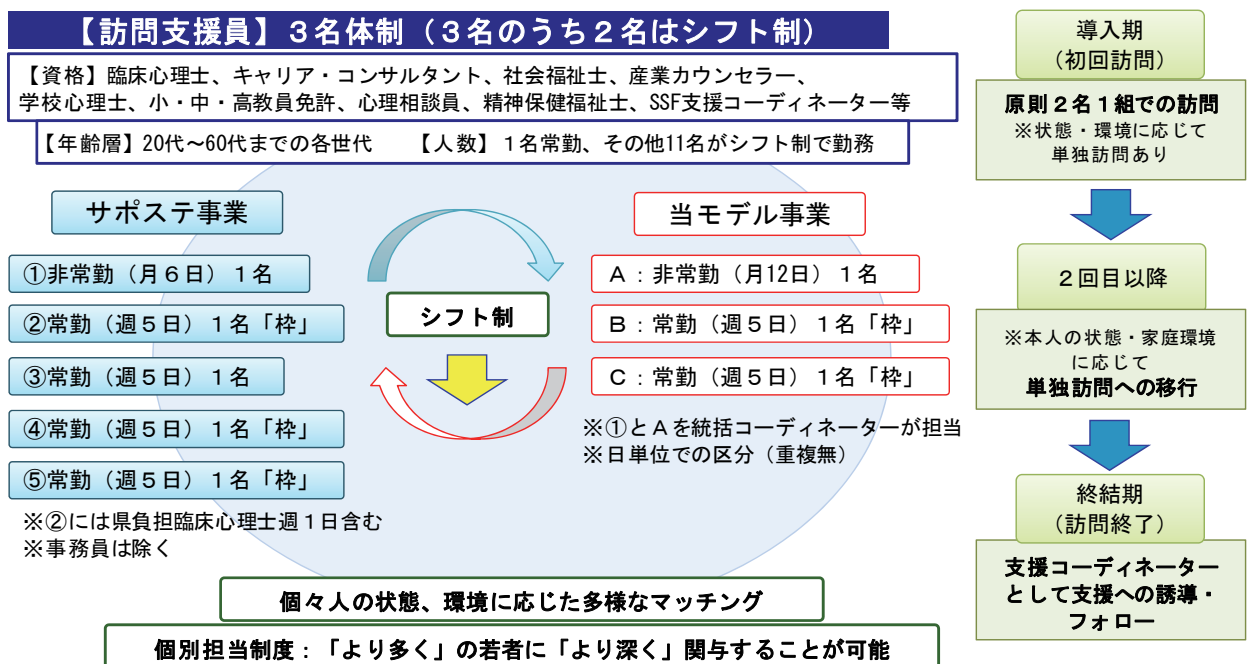 【訪問支援員】３名体制（３名のうち２名はシフト制）
【資格】臨床心理士、キャリア・コンサルタント、社会福祉士、産業カウンセラー、
学校心理士、小・中・高教員免許、心理相談員、精神保健福祉士、SSF支援コーディネーター等
【年齢層】20代～60代までの各世代　　【人数】１名常勤、その他11名がシフト制で勤務
サポステ事業
①非常勤（月６日）１名
②常勤（週５日）１名「枠」
③常勤（週５日）１名
④常勤（週５日）１名「枠」
⑤常勤（週５日）１名「枠」
※②には県負担臨床心理士週１日含む
※事務員は除く
シフト制
当モデル事業
Ａ：非常勤（月12日）１名
Ｂ：常勤（週５日）１名「枠」
Ｃ：常勤（週５日）１名「枠」
※①とＡを統括コーディネーターが担当
※日単位での区分（重複無）
個々人の状態、環境に応じた多様なマッチング
個別担当制度：「より多く」の若者に「より深く」関与することが可能
導入期
（初回訪問）
原則２名１組での訪問
※状態・環境に応じて
単独訪問あり
２回目以降
※本人の状態・家庭環境
に応じて
単独訪問への移行
終結期
（訪問終了）
支援コーディネーター
として支援への誘導・
フォロー